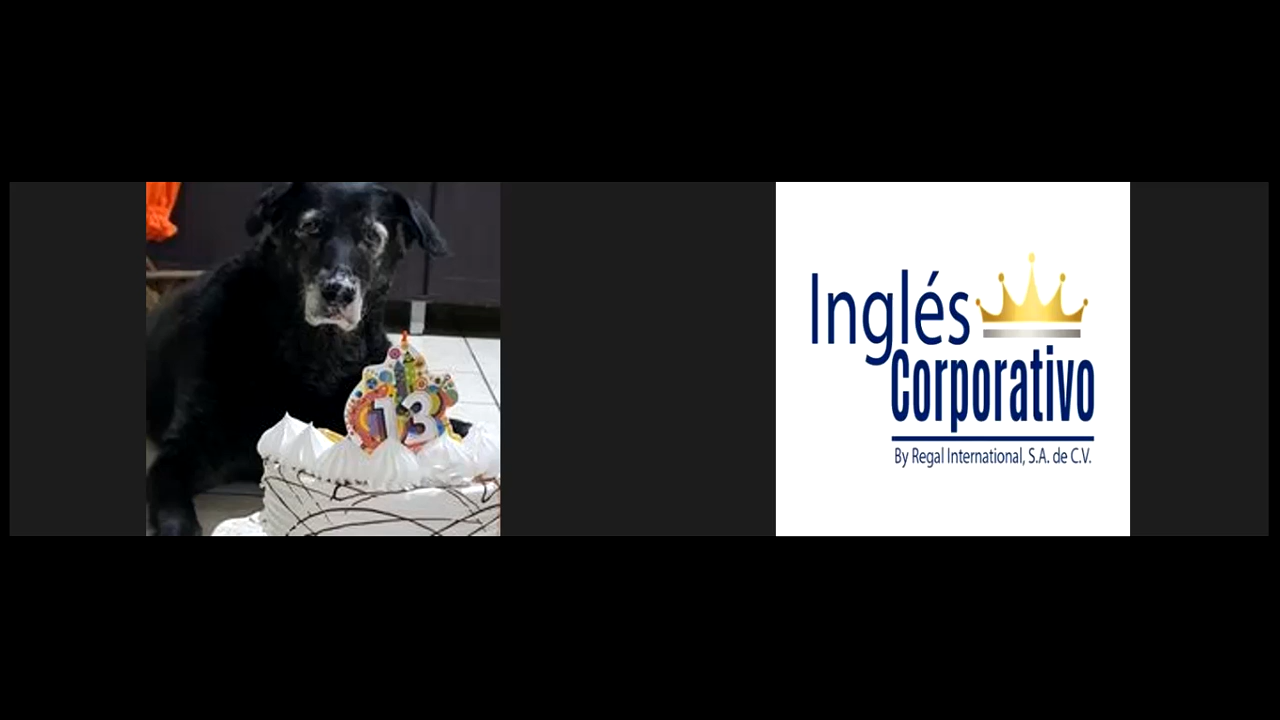 13
Inglés
Corporativo
By Regal International, S.A. de C.V.